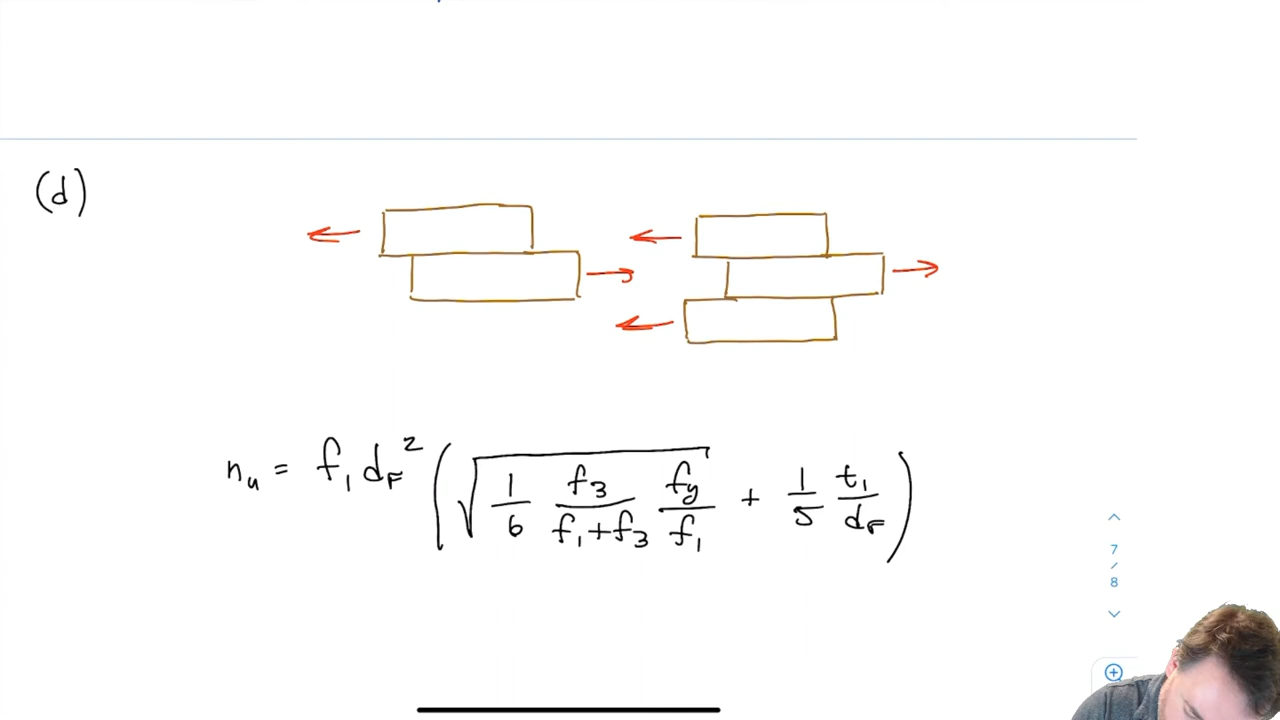 (d)
n_u = f_1 d_F^2 ( √(1/6 f_3/(f_1+f_3) f_y/f_1) + 1/5 t_1/d_F )
7
/
8